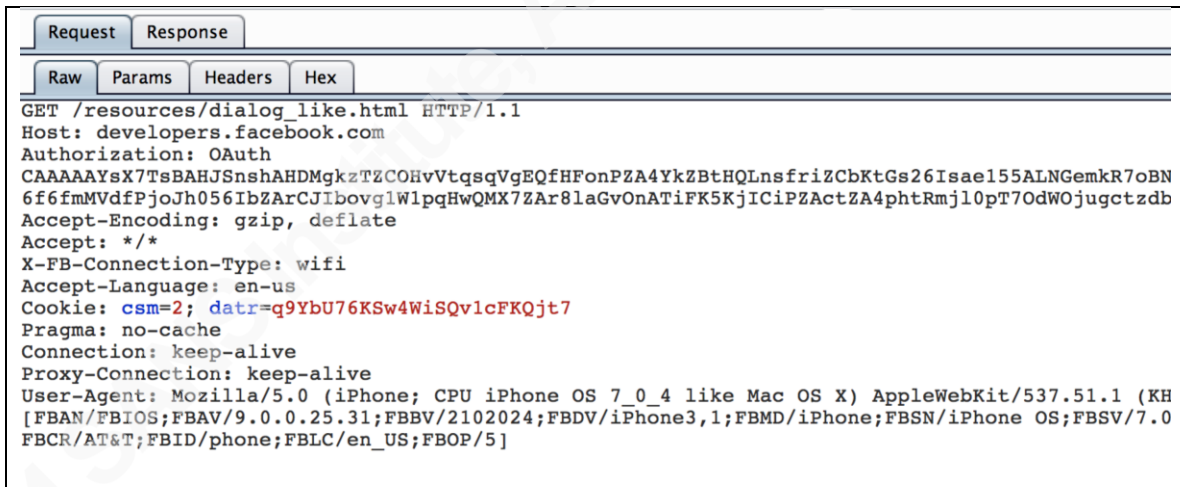 Request Response
Raw Params Headers Hex
GET /resources/dialog_like.html HTTP/1.1
Host: developers.facebook.com
Authorization: OAuth
CAAAAAYsX7TsBAHJSnshAHDMgkzTZCOHvVtqsqVgEQfHFonPZA4YkZBtHQLnsfriZCbKtGs26Isae155ALNGemkR7oBN
6f6fmMVdfPjoJh056IbZArCJIbovg1W1pqHwQMX7ZAr8laGvOnATiFK5KjICiPZActZA4phtRmjl0pT7OdWOjugctzdb
Accept-Encoding: gzip, deflate
Accept: */*
X-FB-Connection-Type: wifi
Accept-Language: en-us
Cookie: csm=2; datr=q9YbU76KSw4WiSQv1cFKQjt7
Pragma: no-cache
Connection: keep-alive
Proxy-Connection: keep-alive
User-Agent: Mozilla/5.0 (iPhone; CPU iPhone OS 7_0_4 like Mac OS X) AppleWebKit/537.51.1 (KH
[FBAN/FBIOS;FBAV/9.0.0.25.31;FBBV/2102024;FBDV/iPhone3,1;FBMD/iPhone;FBSN/iPhone OS;FBSV/7.0
FBCR/AT&T;FBID/phone;FBLC/en_US;FBOP/5]